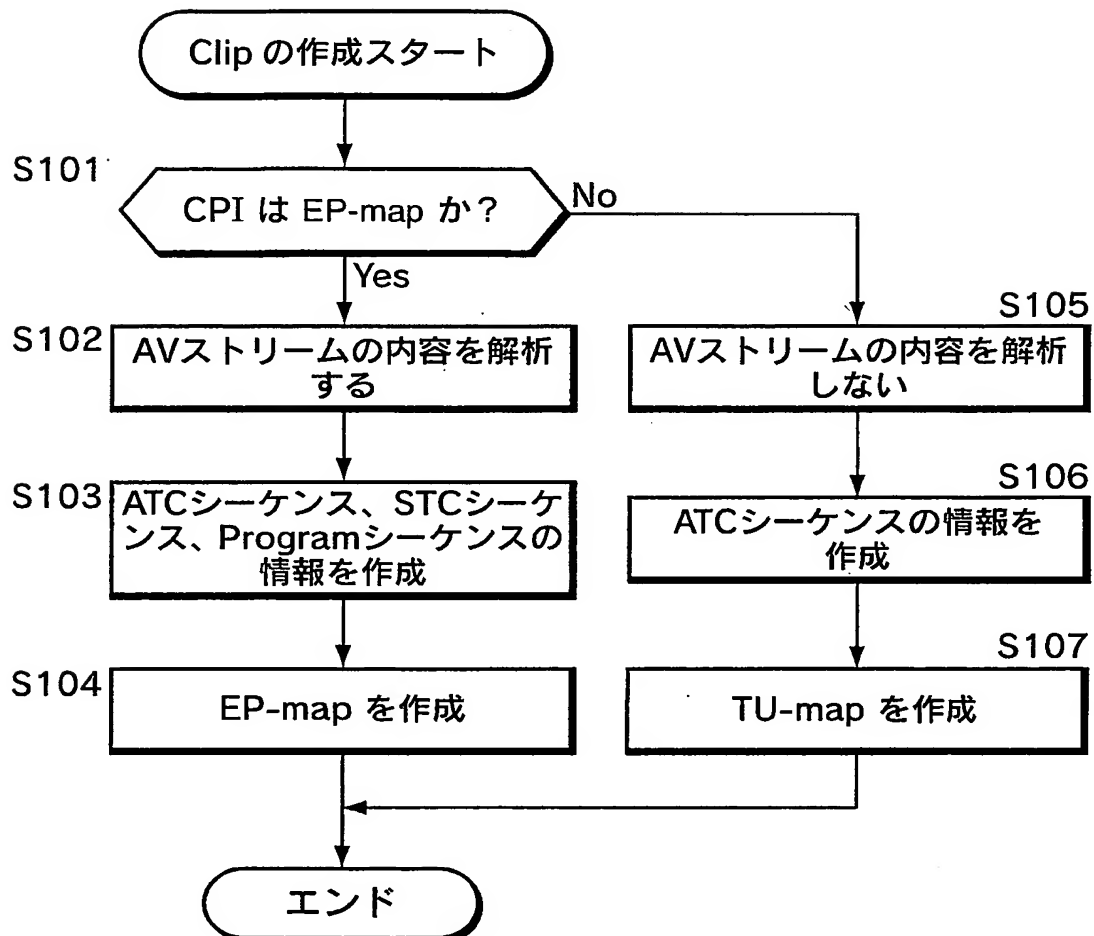 Clip の作成スタート
S101
CPI は EP-map か？
No
Yes
S102
AVストリームの内容を解析
する
S103
ATCシーケンス、STCシーケ
ンス、Programシーケンスの
情報を作成
S104
EP-map を作成
S105
AVストリームの内容を解析
しない
S106
ATCシーケンスの情報を
作成
S107
TU-map を作成
エンド